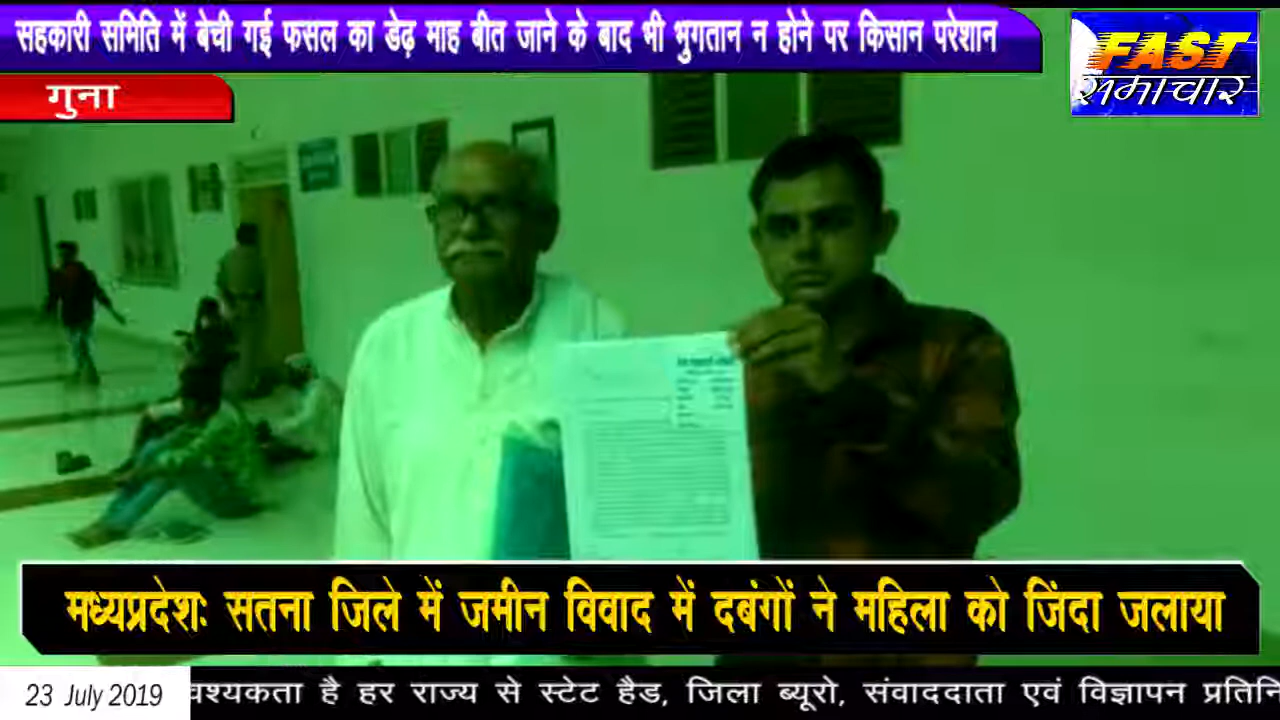 सहकारी समिति में बेची गई फसल का डेढ़ माह बीत जाने के बाद भी भुगतान न होने पर किसान परेशान
FAST
समाचार
गुना
मध्यप्रदेशः सतना जिले में जमीन विवाद में दबंगों ने महिला को जिंदा जलाया
23 July 2019
वश्यकता है हर राज्य से स्टेट हैड, जिला ब्यूरो, संवाददाता एवं विज्ञापन प्रतिनि